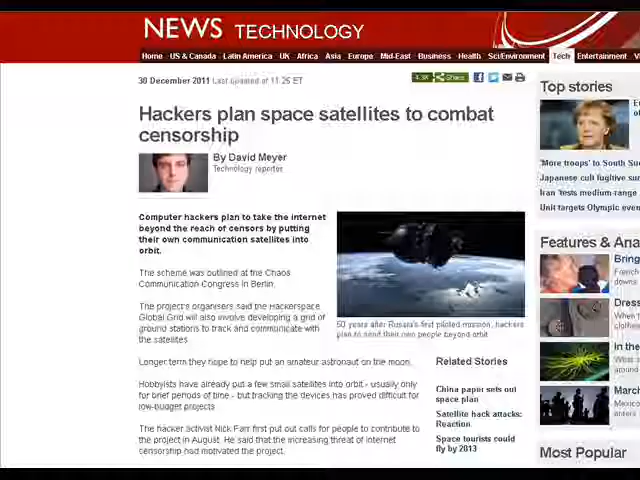 NEWS TECHNOLOGY
Home US & Canada Latin America UK Africa Asia Europe Mid-East Business Health Sci/Environment Tech Entertainment
30 December 2011 Last updated at 11:25 ET
Share
Hackers plan space satellites to combat
censorship
By David Meyer
Technology reporter
Computer hackers plan to take the internet
beyond the reach of censors by putting
their own communication satellites into
orbit.
The scheme was outlined at the Chaos
Communication Congress in Berlin.
The project's organisers said the Hackerspace
Global Grid will also involve developing a grid of
ground stations to track and communicate with
the satellites.
50 years after Russia's first piloted mission, hackers
plan to send their own people beyond orbit
Longer term they hope to help put an amateur astronaut on the moon.
Hobbyists have already put a few small satellites into orbit - usually only
for brief periods of time - but tracking the devices has proved difficult for
low-budget projects.
The hacker activist Nick Farr first put out calls for people to contribute to
the project in August. He said that the increasing threat of internet
censorship had motivated the project.
Related Stories
China paper sets out
space plan
Satellite hack attacks:
Reaction
Space tourists could
fly by 2013
Top stories
'More troops' to South Su
Japanese cult fugitive sur
Iran 'tests medium-range
Unit targets Olympic even
Features & Ana
Bring
French
downs
Dress
When t
clothe
In the
What s
around
March
Mexico
enters
Most Popular